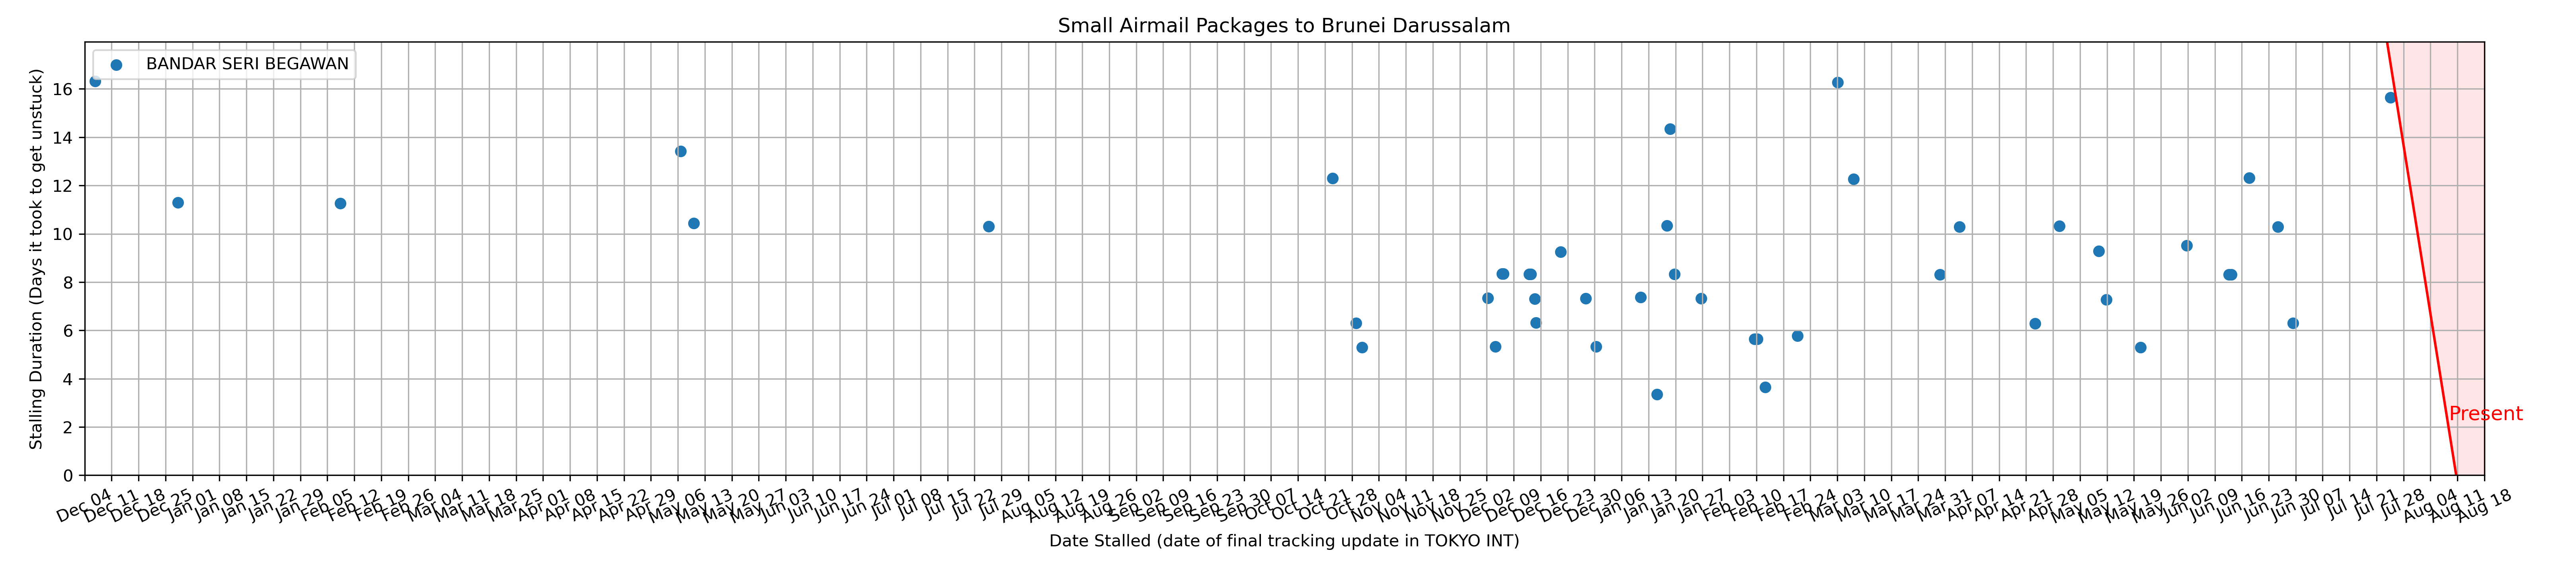 Small Airmail Packages to Brunei Darussalam
BANDAR SERI BEGAWAN
Stalling Duration (Days it took to get unstuck)
16
14
12
10
8
6
4
2
0
Present
Dec 04
Dec 11
Dec 18
Dec 25
Jan 01
Jan 08
Jan 15
Jan 22
Jan 29
Feb 05
Feb 12
Feb 19
Feb 26
Mar 04
Mar 11
Mar 18
Mar 25
Apr 01
Apr 08
Apr 15
Apr 22
Apr 29
May 06
May 13
May 20
May 27
Jun 03
Jun 10
Jun 17
Jun 24
Jul 01
Jul 08
Jul 15
Jul 22
Jul 29
Aug 05
Aug 12
Aug 19
Aug 26
Sep 02
Sep 09
Sep 16
Sep 23
Sep 30
Oct 07
Oct 14
Oct 21
Oct 28
Nov 04
Nov 11
Nov 18
Nov 25
Dec 02
Dec 09
Dec 16
Dec 23
Dec 30
Jan 06
Jan 13
Jan 20
Jan 27
Feb 03
Feb 10
Feb 17
Feb 24
Mar 03
Mar 10
Mar 17
Mar 24
Mar 31
Apr 07
Apr 14
Apr 21
Apr 28
May 05
May 12
May 19
May 26
Jun 02
Jun 09
Jun 16
Jun 23
Jun 30
Jul 07
Jul 14
Jul 21
Jul 28
Aug 04
Aug 11
Aug 18
Date Stalled (date of final tracking update in TOKYO INT)